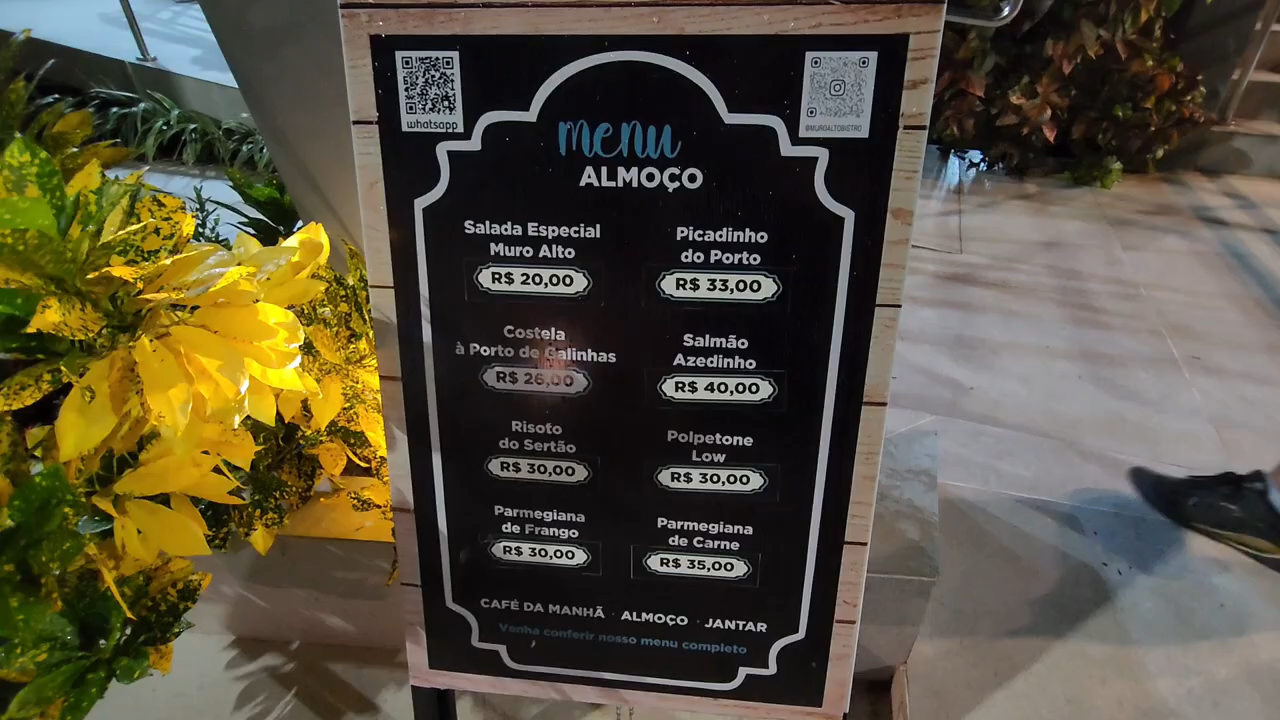 whatsapp
@MUROALTOBISTRO
menu
ALMOÇO
Salada Especial
Muro Alto
R$ 20,00
Picadinho
do Porto
R$ 33,00
Costela
à Porto de Galinhas
R$ 26,00
Salmão
Azedinho
R$ 40,00
Risoto
do Sertão
R$ 30,00
Polpetone
Low
R$ 30,00
Parmegiana
de Frango
R$ 30,00
Parmegiana
de Carne
R$ 35,00
CAFÉ DA MANHÃ · ALMOÇO · JANTAR
Venha conferir nosso menu completo